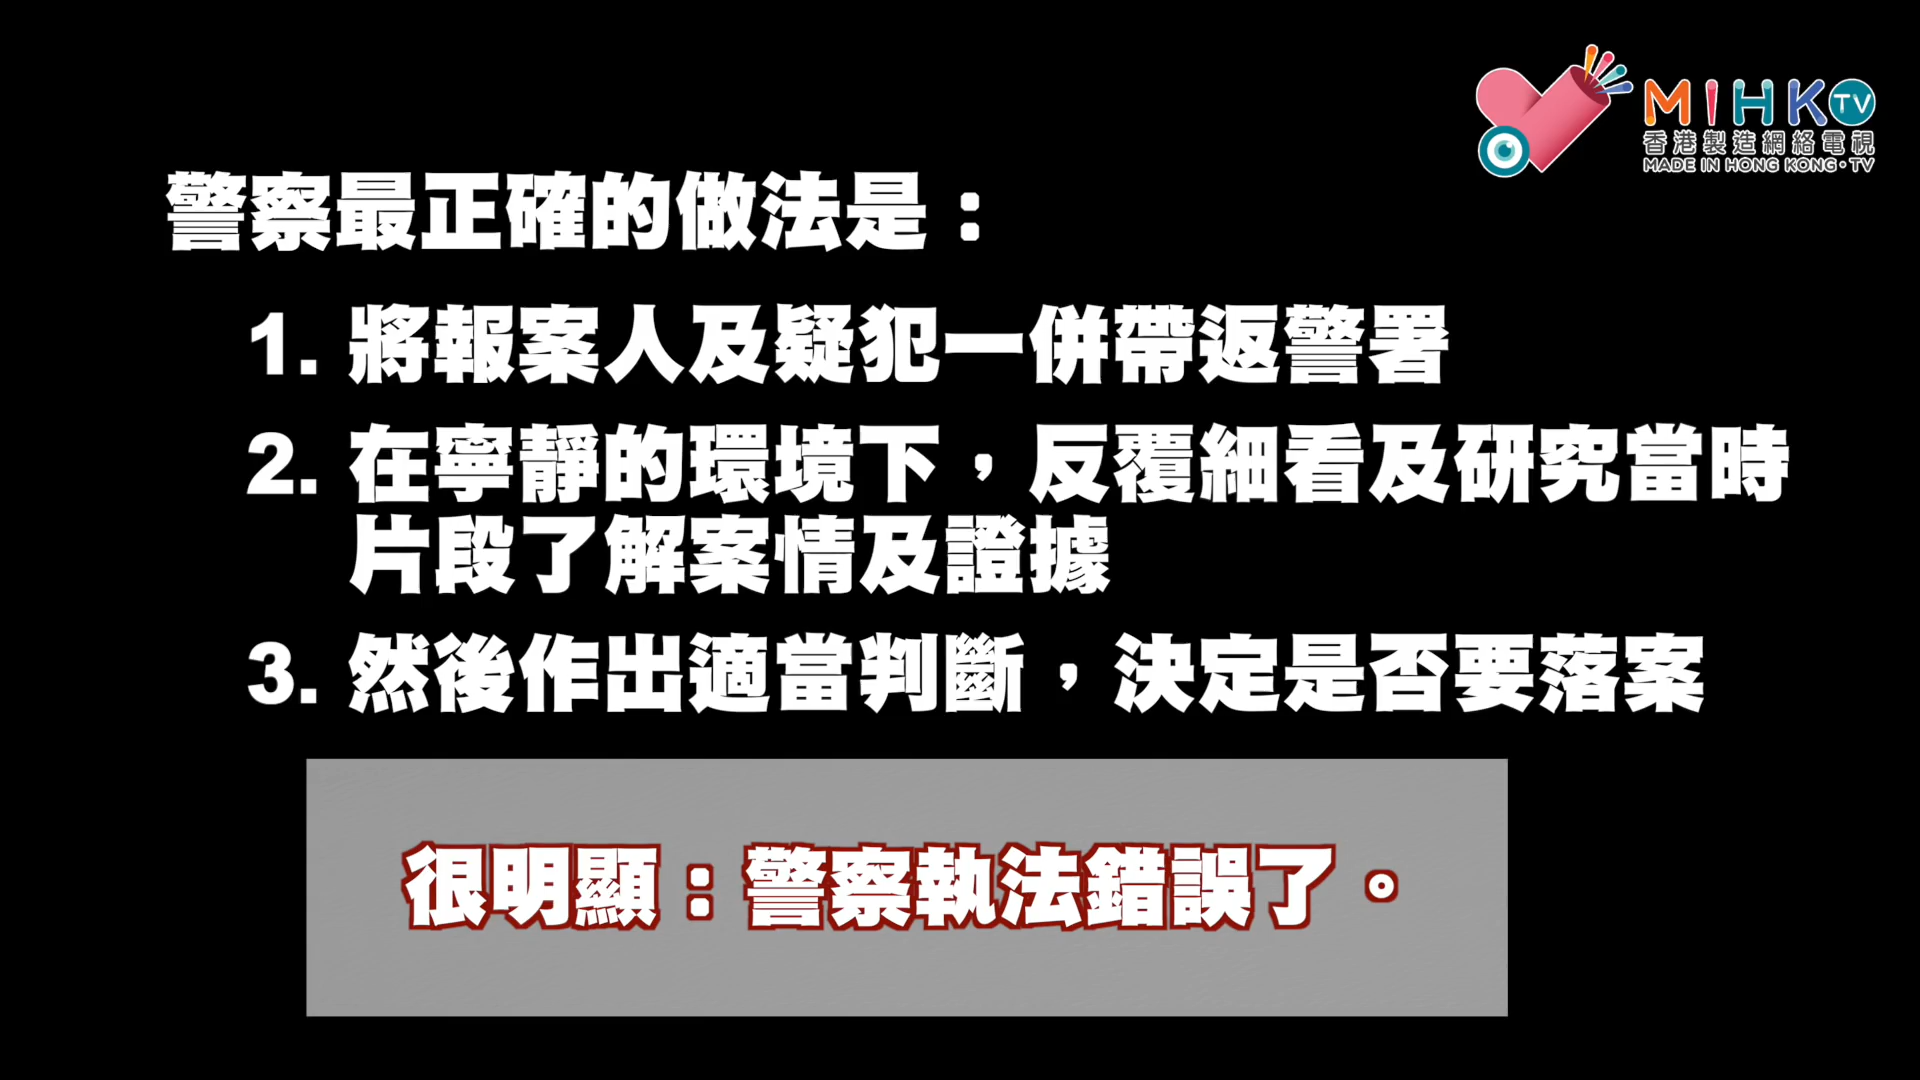 MIHK TV
香港製造網絡電視
MADE IN HONG KONG • TV
警察最正確的做法是：
1. 將報案人及疑犯一併帶返警署
2. 在寧靜的環境下，反覆細看及研究當時
片段了解案情及證據
3. 然後作出適當判斷，決定是否要落案
很明顯：警察執法錯誤了。